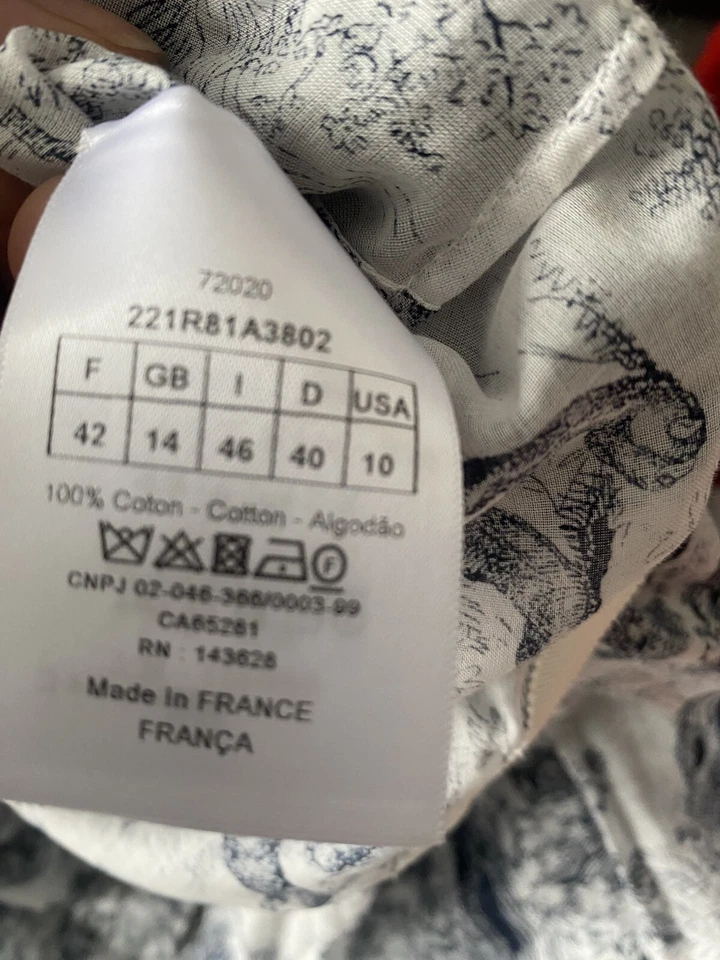 72020
221R81A3802
F GB I D USA
42 14 46 40 10
100% Coton - Cotton - Algodão
F
CNPJ 02-046-366/0003-99
CA65281
RN : 143628
Made In FRANCE
FRANÇA